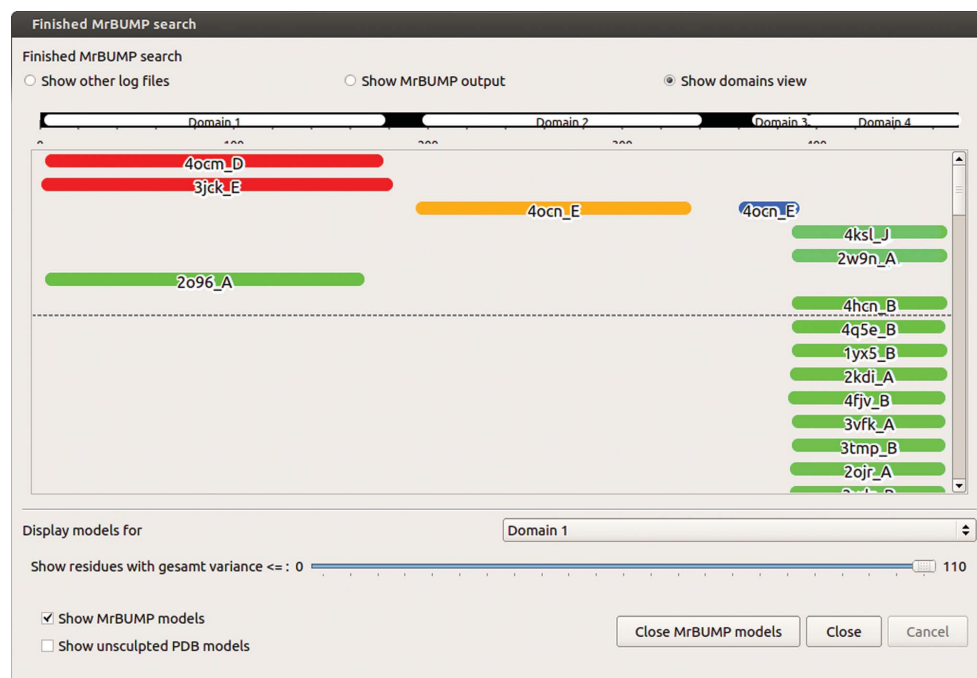 Finished MrBUMP search
Finished MrBUMP search
Show other log files Show MrBUMP output Show domains view
Domain 1 Domain 2 Domain 3 Domain 4
0 100 200 300 400
4ocm_D
3jck_E
4ocn_E 4ocn_E
4ksl_J
2w9n_A
2o96_A
4hcn_B
4q5e_B
1yx5_B
2kdi_A
4fjv_B
3vfk_A
3tmp_B
2ojr_A
Display models for Domain 1
Show residues with gesamt variance <= : 0 110
Show MrBUMP models
Close MrBUMP models Close Cancel
Show unsculpted PDB models